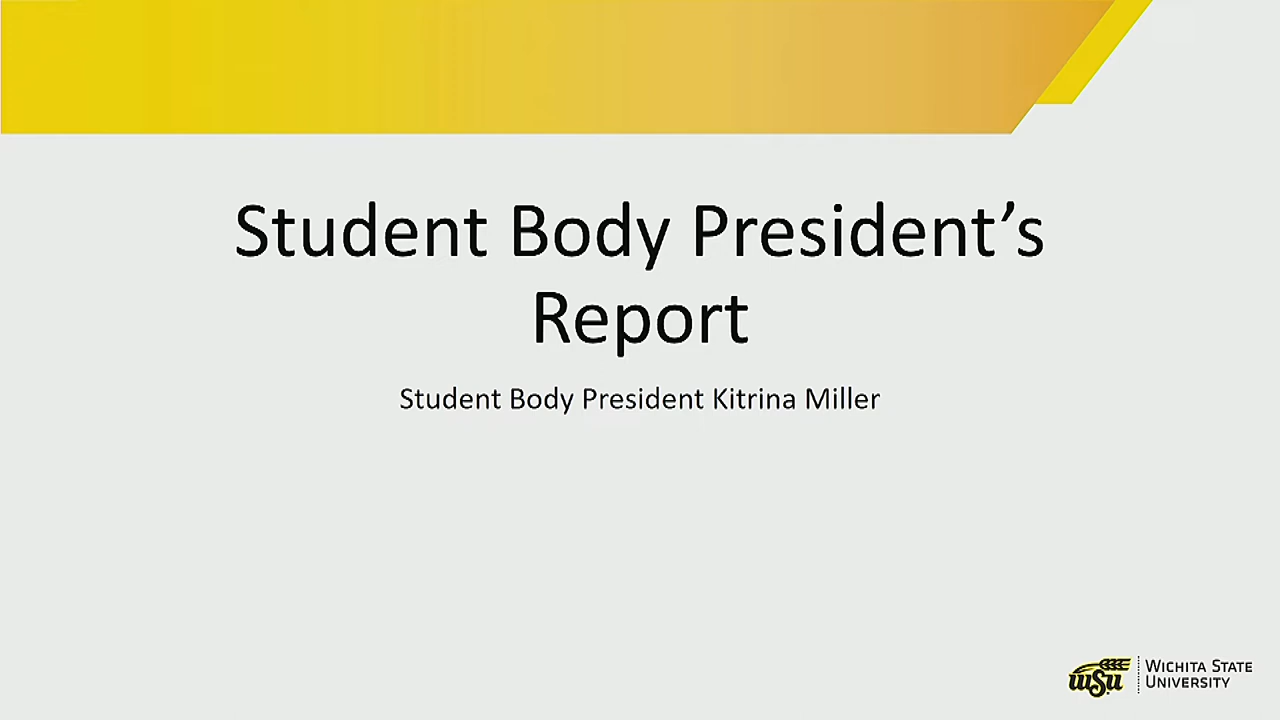 Student Body President’s
Report
Student Body President Kitrina Miller
WSU
WICHITA STATE
UNIVERSITY